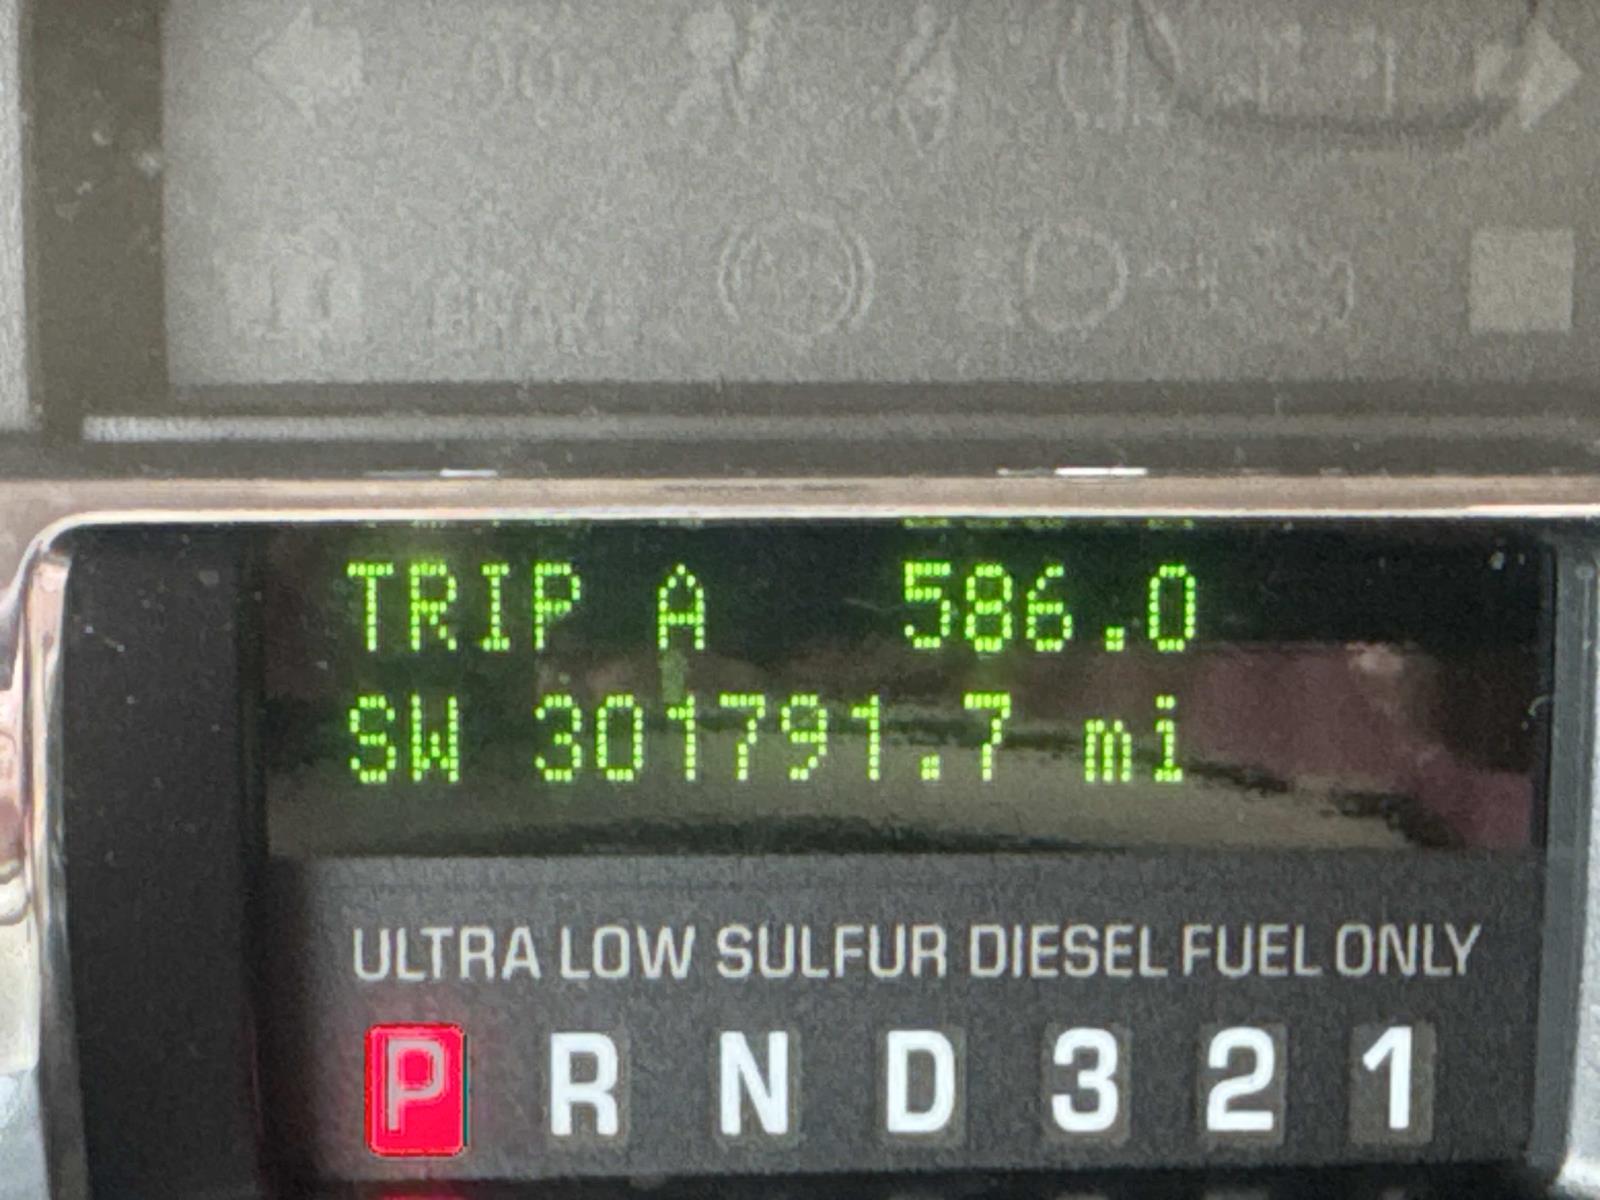 TRIP A 586.0
SW 301791.7 mi
ULTRA LOW SULFUR DIESEL FUEL ONLY
P R N D 3 2 1